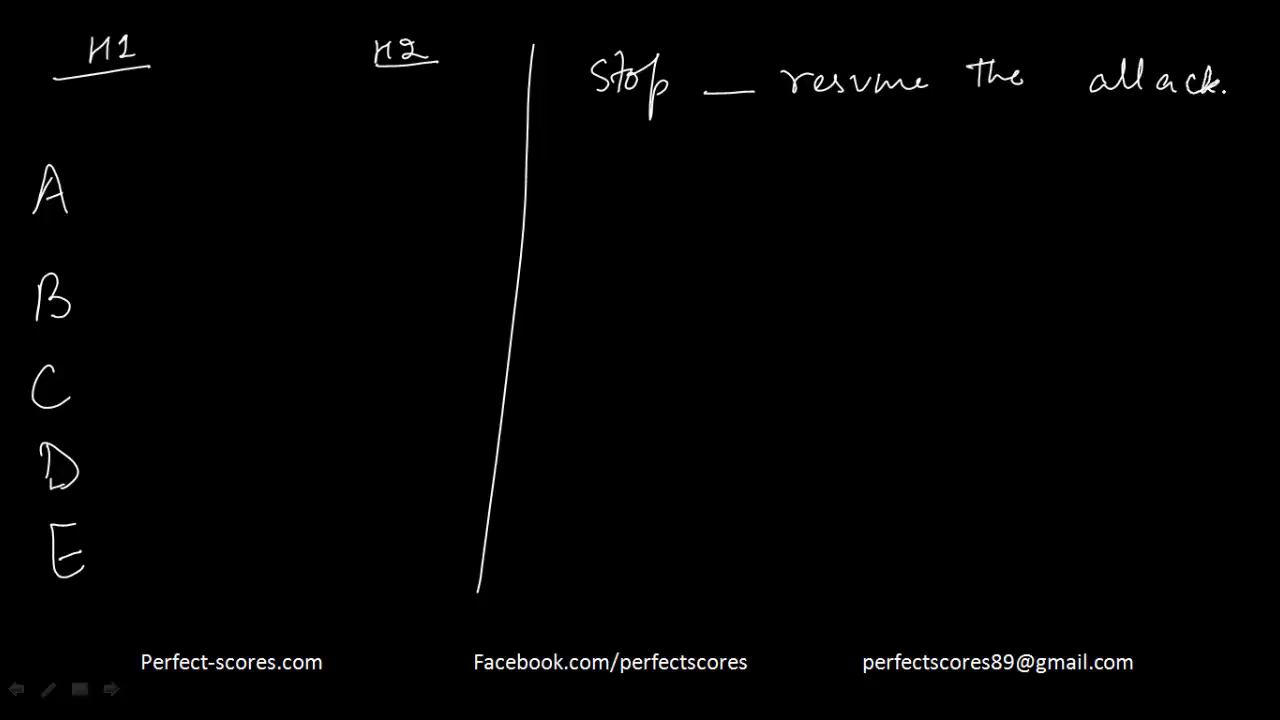 H1 H2
Stop — resume the attack.
A
B
C
D
E
Perfect-scores.com Facebook.com/perfectscores perfectscores89@gmail.com